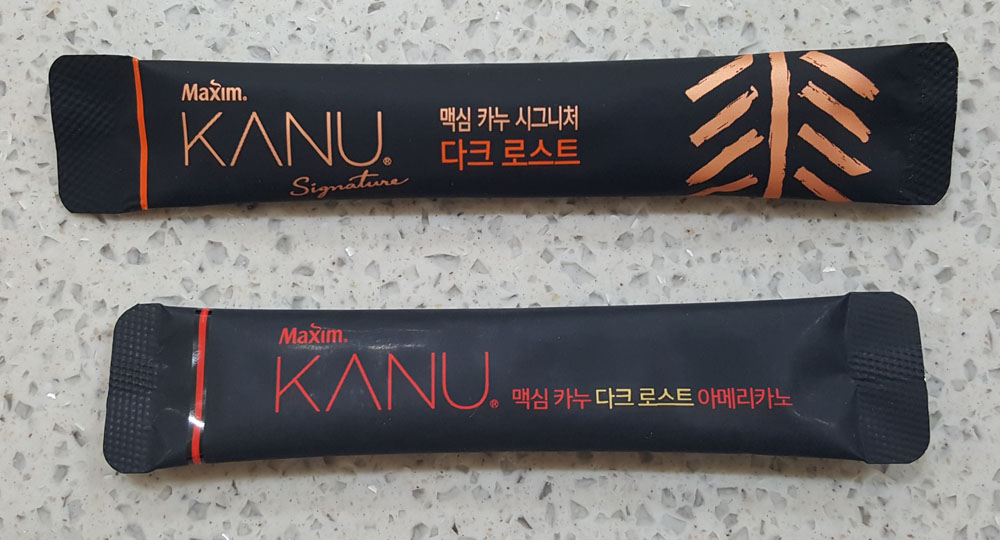 Maxim.
KANU®
Signature
맥심 카누 시그니처
다크 로스트
Maxim.
KANU®
맥심 카누 다크 로스트 아메리카노